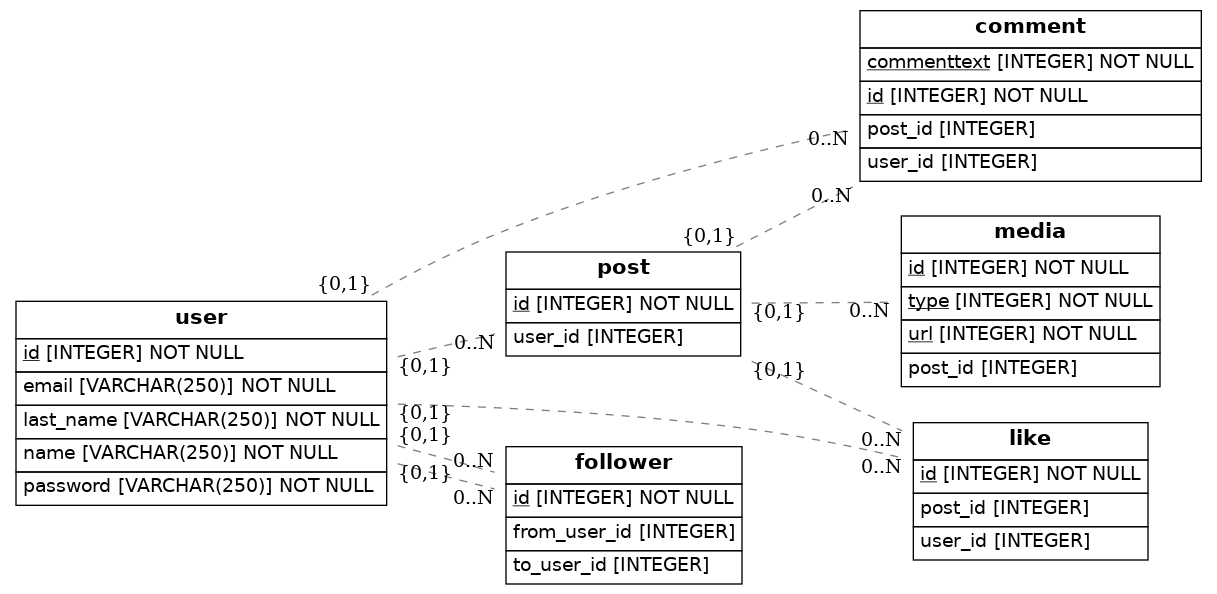 comment
commenttext [INTEGER] NOT NULL
id [INTEGER] NOT NULL
post_id [INTEGER]
user_id [INTEGER]
0..N
0..N
{0,1}
{0,1}
media
id [INTEGER] NOT NULL
type [INTEGER] NOT NULL
url [INTEGER] NOT NULL
post_id [INTEGER]
post
id [INTEGER] NOT NULL
user_id [INTEGER]
{0,1}
0..N
{0,1}
user
id [INTEGER] NOT NULL
email [VARCHAR(250)] NOT NULL
last_name [VARCHAR(250)] NOT NULL
name [VARCHAR(250)] NOT NULL
password [VARCHAR(250)] NOT NULL
0..N
{0,1}
{0,1}
{0,1}
{0,1}
0..N
0..N
follower
id [INTEGER] NOT NULL
from_user_id [INTEGER]
to_user_id [INTEGER]
0..N
0..N
like
id [INTEGER] NOT NULL
post_id [INTEGER]
user_id [INTEGER]